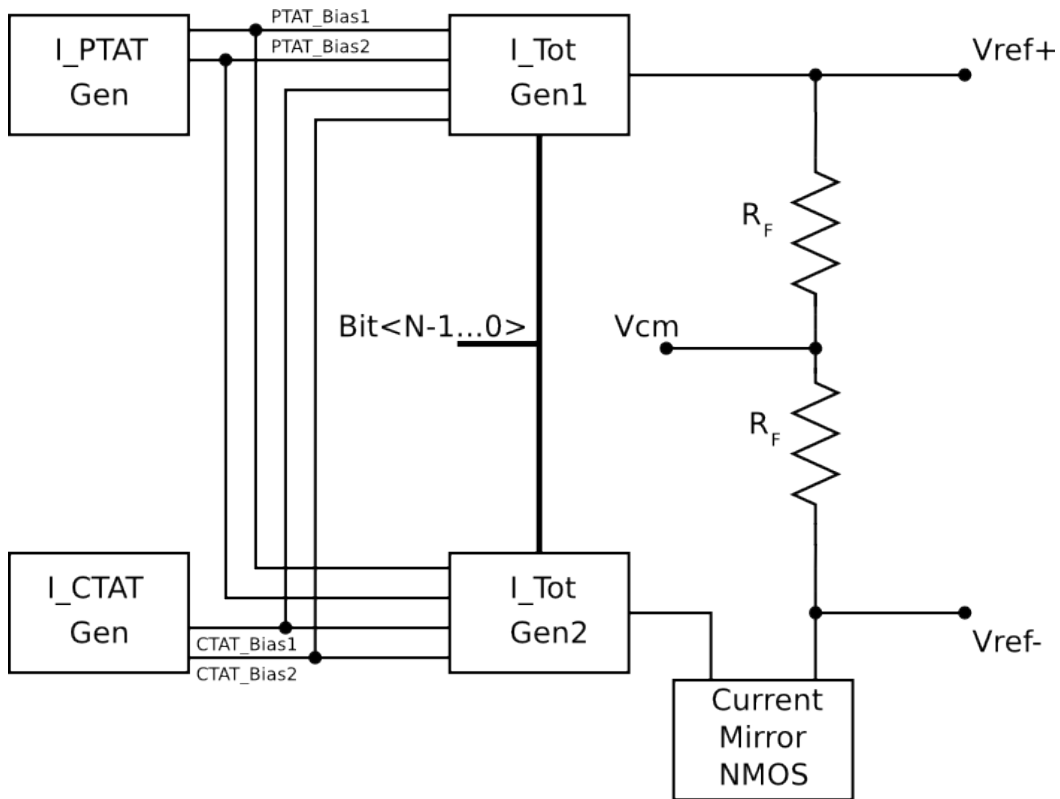 I_PTAT
Gen
PTAT_Bias1
PTAT_Bias2
I_Tot
Gen1
Vref+
R_F
Bit<N-1...0>
Vcm
R_F
I_CTAT
Gen
CTAT_Bias1
CTAT_Bias2
I_Tot
Gen2
Vref-
Current
Mirror
NMOS